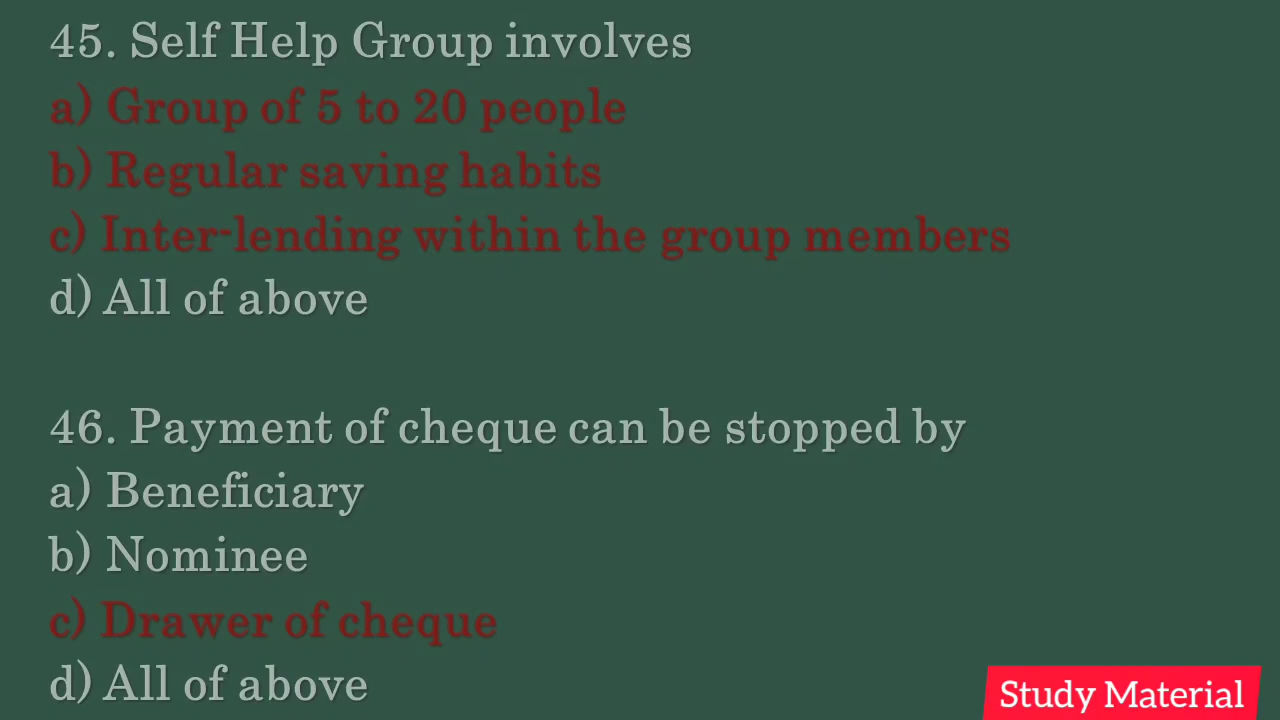 45. Self Help Group involves
a) Group of 5 to 20 people
b) Regular saving habits
c) Inter-lending within the group members
d) All of above
46. Payment of cheque can be stopped by
a) Beneficiary
b) Nominee
c) Drawer of cheque
d) All of above
Study Material